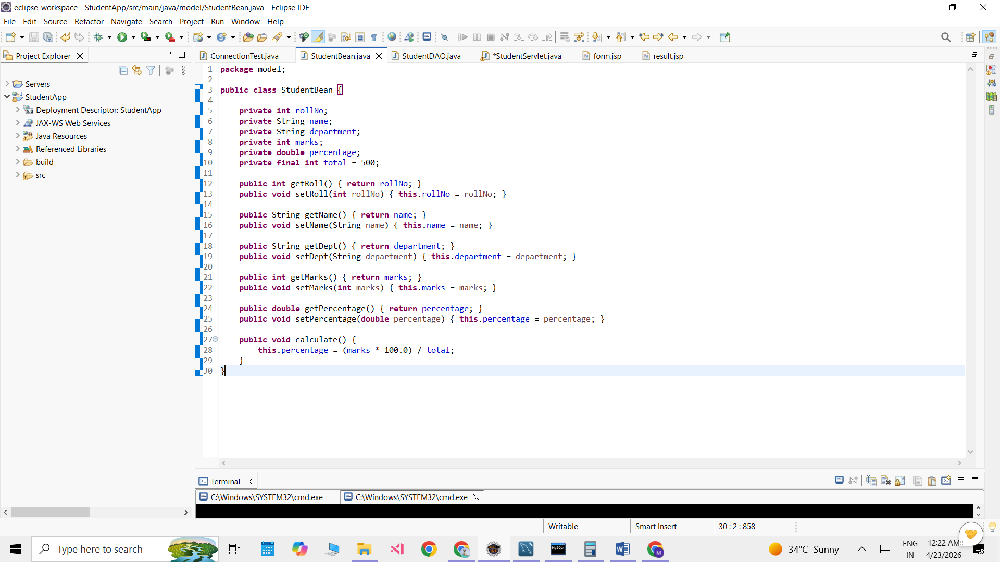 eclipse-workspace - StudentApp/src/main/java/model/StudentBean.java - Eclipse IDE
File Edit Source Refactor Navigate Search Project Run Window Help
Project Explorer
Servers
StudentApp
Deployment Descriptor: StudentApp
JAX-WS Web Services
Java Resources
Referenced Libraries
build
src
ConnectionTest.java StudentBean.java StudentDAO.java *StudentServlet.java form.jsp result.jsp
1 package model;
2
3 public class StudentBean {
4
5     private int rollNo;
6     private String name;
7     private String department;
8     private int marks;
9     private double percentage;
10     private final int total = 500;
11
12     public int getRoll() { return rollNo; }
13     public void setRoll(int rollNo) { this.rollNo = rollNo; }
14
15     public String getName() { return name; }
16     public void setName(String name) { this.name = name; }
17
18     public String getDept() { return department; }
19     public void setDept(String department) { this.department = department; }
20
21     public int getMarks() { return marks; }
22     public void setMarks(int marks) { this.marks = marks; }
23
24     public double getPercentage() { return percentage; }
25     public void setPercentage(double percentage) { this.percentage = percentage; }
26
27     public void calculate() {
28         this.percentage = (marks * 100.0) / total;
29     }
30 }
Terminal
C:\Windows\SYSTEM32\cmd.exe C:\Windows\SYSTEM32\cmd.exe
Writable Smart Insert 30 : 2 : 858
Type here to search
34°C Sunny
ENG
IN
12:22 AM
4/23/2026